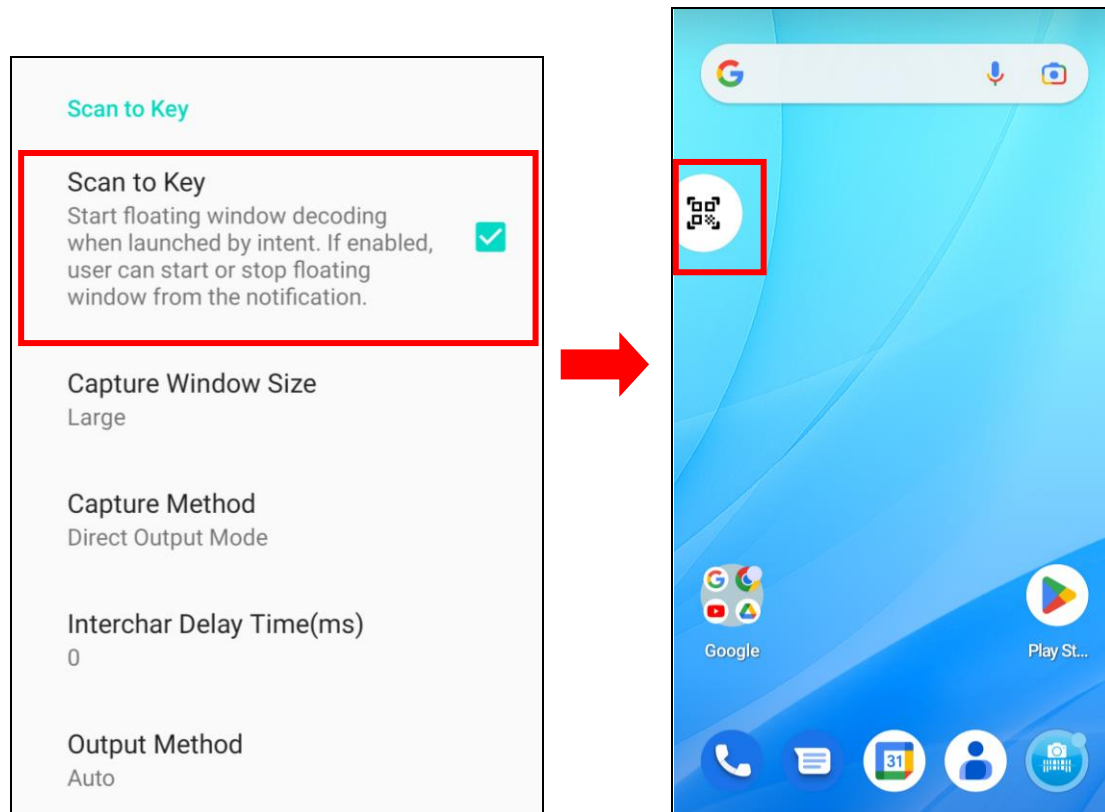 Scan to Key
Scan to Key
Start floating window decoding
when launched by intent. If enabled,
user can start or stop floating
window from the notification.
Capture Window Size
Large
Capture Method
Direct Output Mode
Interchar Delay Time(ms)
0
Output Method
Auto
G
Google
Play St...
31